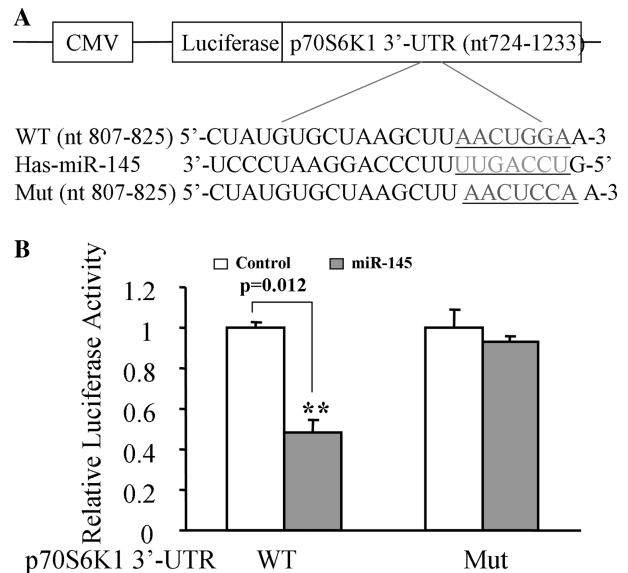 A
CMV
Luciferase
p70S6K1 3’-UTR (nt724-1233)
WT (nt 807-825) 5’-CUAUGUGCUAAGCUUAACUGGAA-3
Has-miR-145 3’-UCCCUAAGGACCCUUUUGACCUG-5’
Mut (nt 807-825) 5’-CUAUGUGCUAAGCUU AACUCCA A-3
B
Control
miR-145
p=0.012
Relative Luciferase Activity
1.2
1
0.8
0.6
0.4
0.2
0
**
p70S6K1 3’-UTR WT Mut